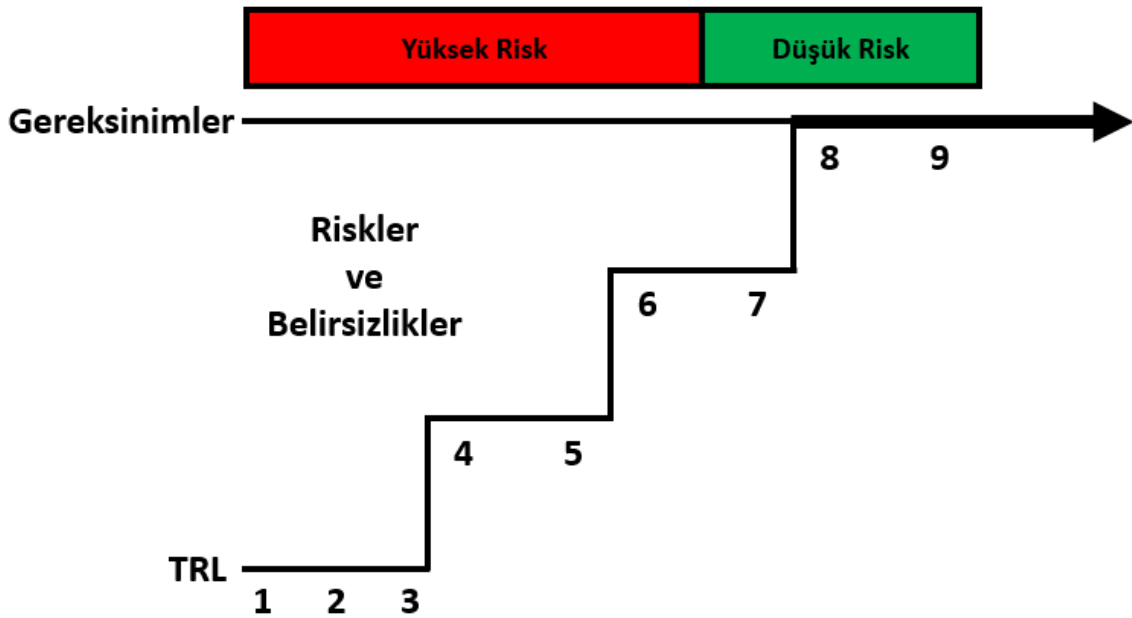 Yüksek Risk Düşük Risk
Gereksinimler
8 9
Riskler
ve
Belirsizlikler
6 7
4 5
TRL
1 2 3